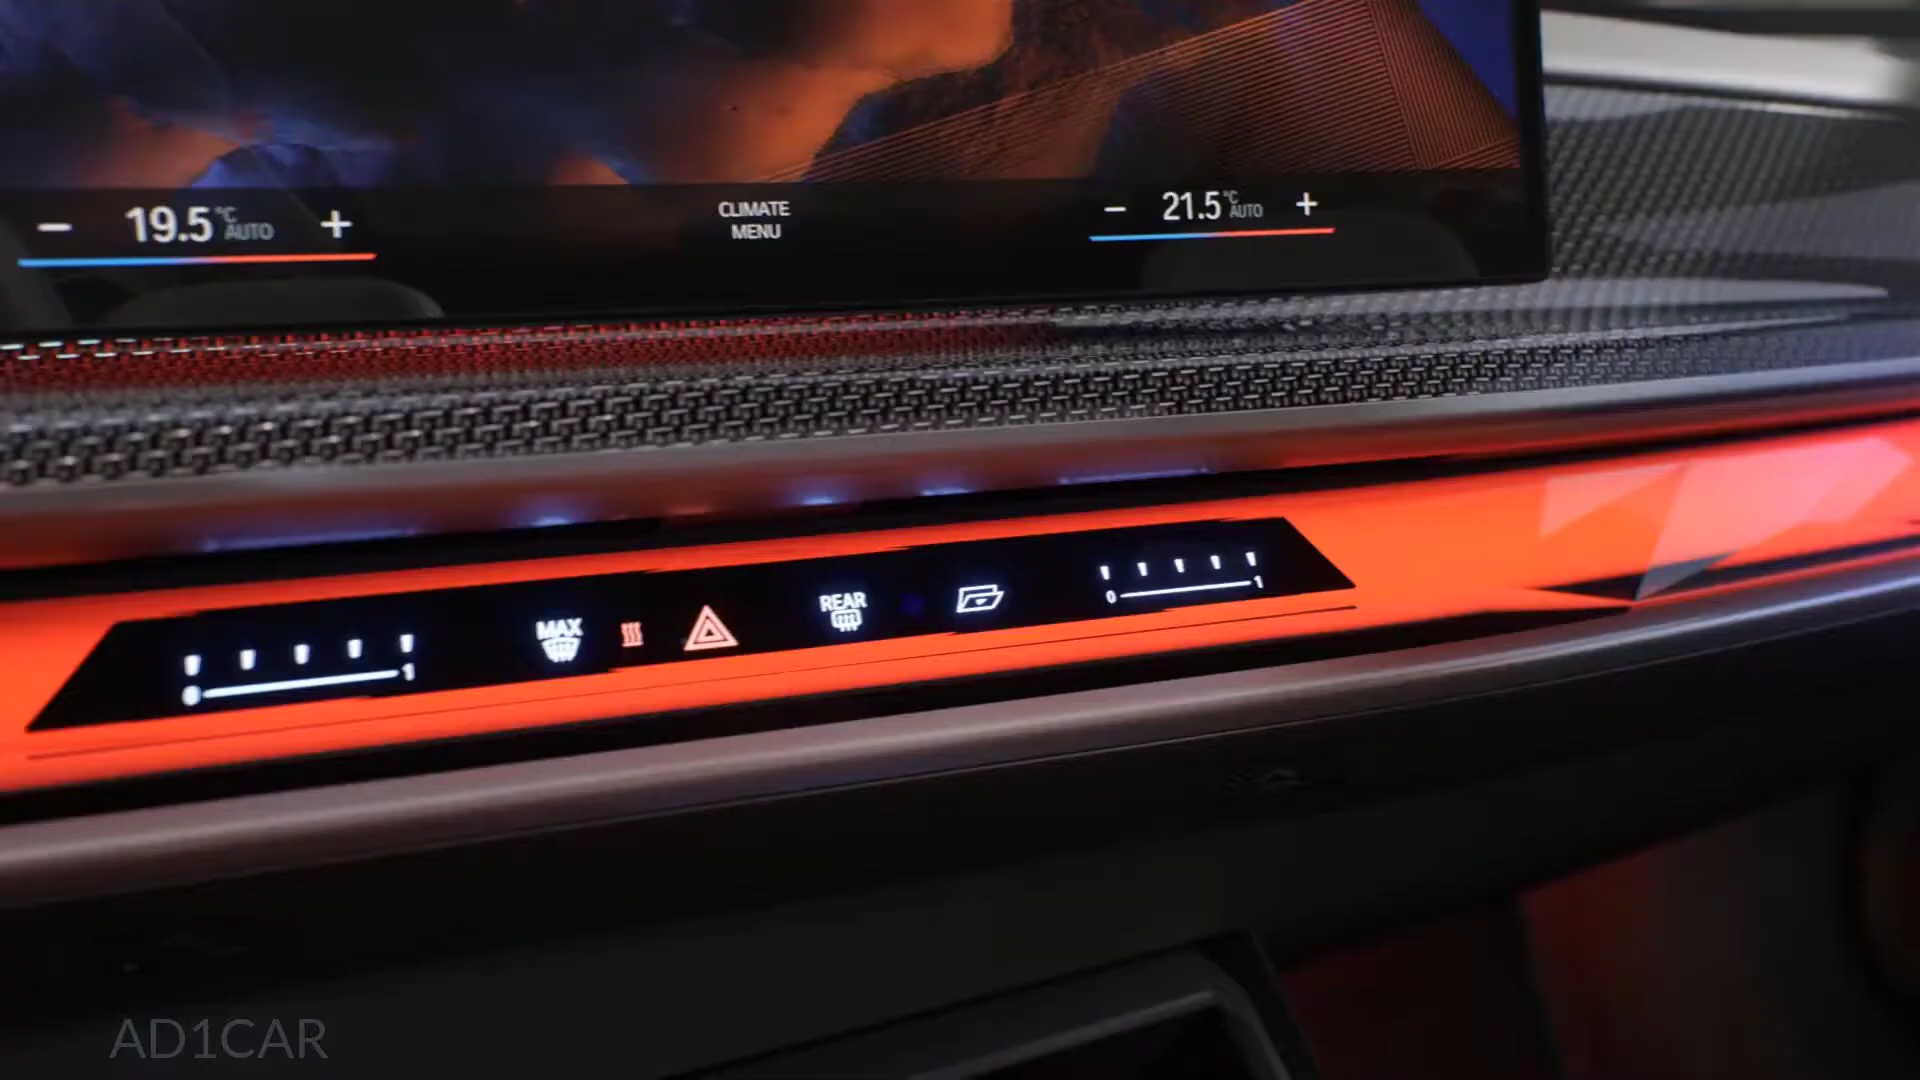 - 19.5 °C AUTO +
CLIMATE
MENU
- 21.5 °C AUTO +
0 1
MAX
REAR
0 1
AD1CAR